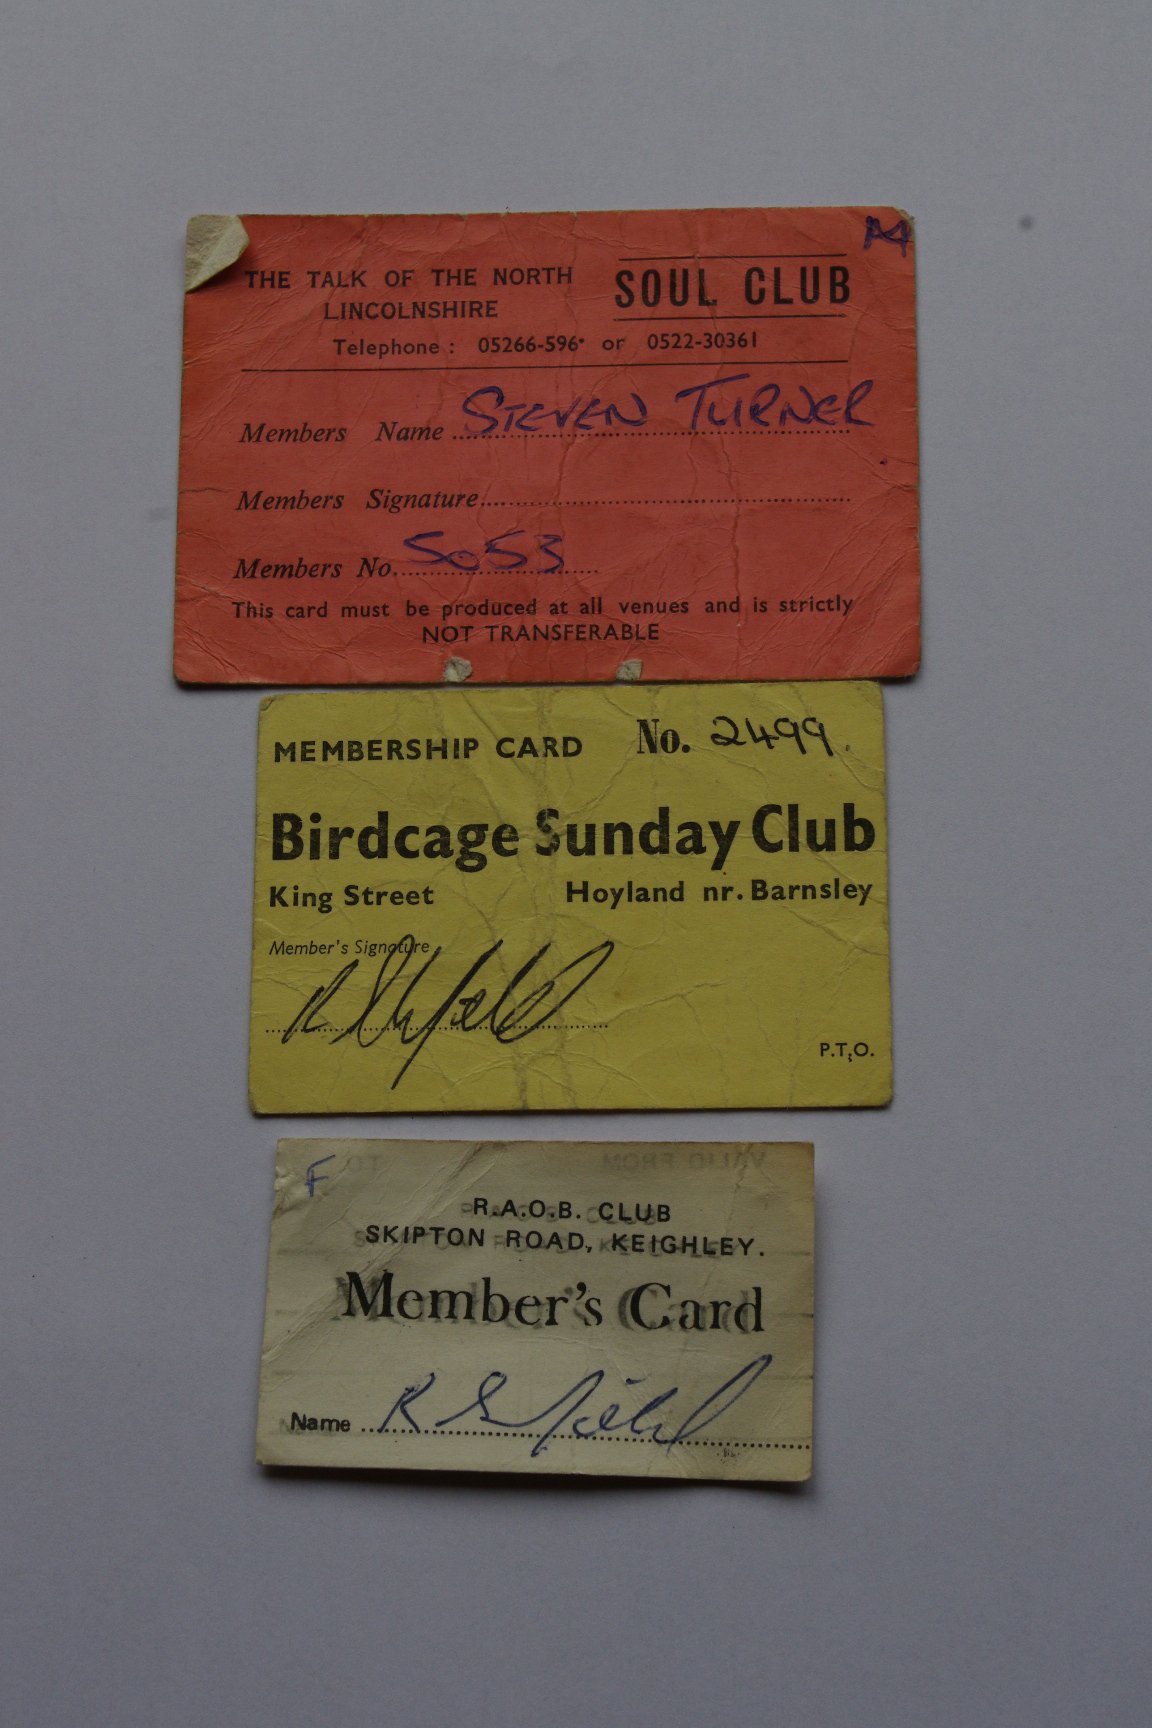 A4
THE TALK OF THE NORTH
LINCOLNSHIRE
SOUL CLUB
Telephone : 05266-596 or 0522-30361
Members Name STEVEN TURNER
Members Signature
Members No. 5053
This card must be produced at all venues and is strictly
NOT TRANSFERABLE
MEMBERSHIP CARD No. 2499.
Birdcage Sunday Club
King Street Hoyland nr. Barnsley
Member's Signature
P.T.O.
F
VALID FROM TO
R.A.O.B. CLUB
SKIPTON ROAD, KEIGHLEY.
Member's Card
Name